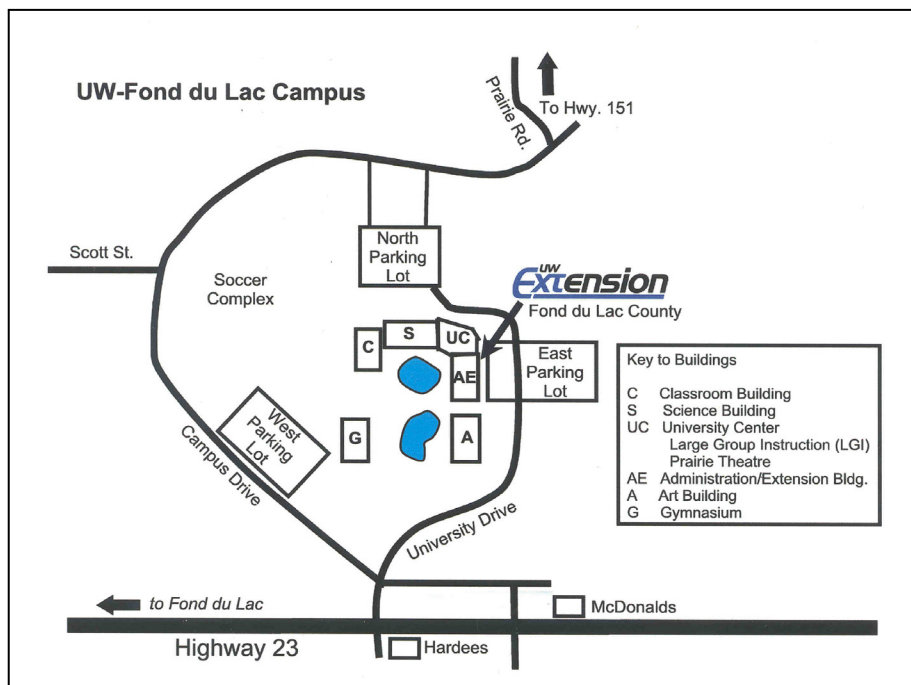 UW-Fond du Lac Campus
Prairie Rd.
To Hwy. 151
Scott St.
Soccer
Complex
North
Parking
Lot
UW
Extension
Fond du Lac County
C
S
UC
AE
East
Parking
Lot
West
Parking
Lot
G
A
Campus Drive
University Drive
Key to Buildings
C Classroom Building
S Science Building
UC University Center
Large Group Instruction (LGI)
Prairie Theatre
AE Administration/Extension Bldg.
A Art Building
G Gymnasium
to Fond du Lac
McDonalds
Highway 23
Hardees